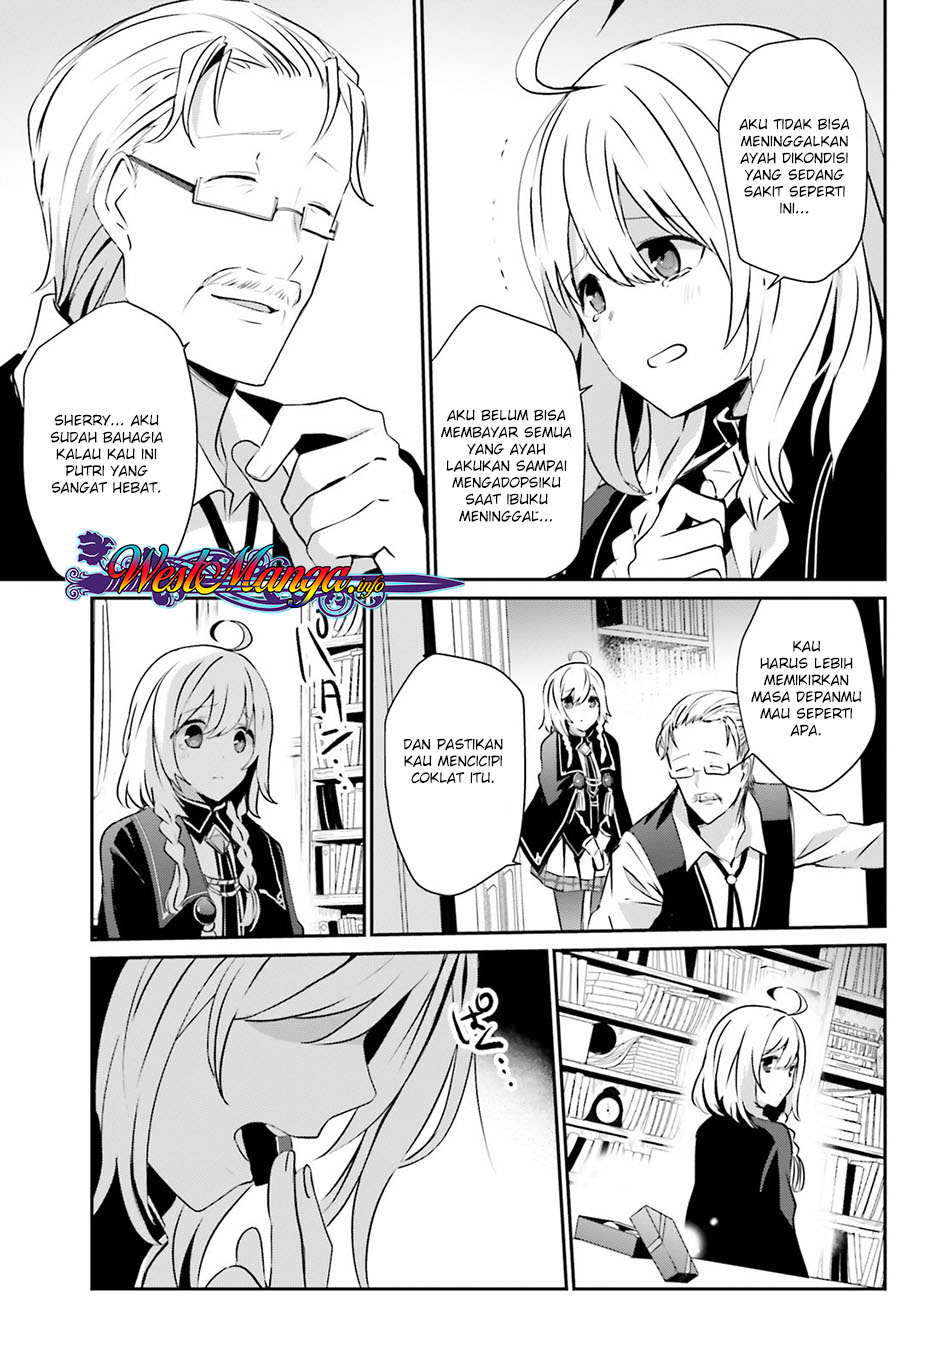 AKU TIDAK BISA
MENINGGALKAN
AYAH DIKONDISI
YANG SEDANG
SAKIT SEPERTI
INI...
AKU BELUM BISA
MEMBAYAR SEMUA
YANG AYAH
LAKUKAN SAMPAI
MENGADOPSIKU
SAAT IBUKU
MENINGGAL...
SHERRY... AKU
SUDAH BAHAGIA
KALAU KAU INI
PUTRI YANG
SANGAT HEBAT.
WestManga.info
KAU
HARUS LEBIH
MEMIKIRKAN
MASA DEPANMU
MAU SEPERTI
APA.
DAN PASTIKAN
KAU MENCICIPI
COKLAT ITU.